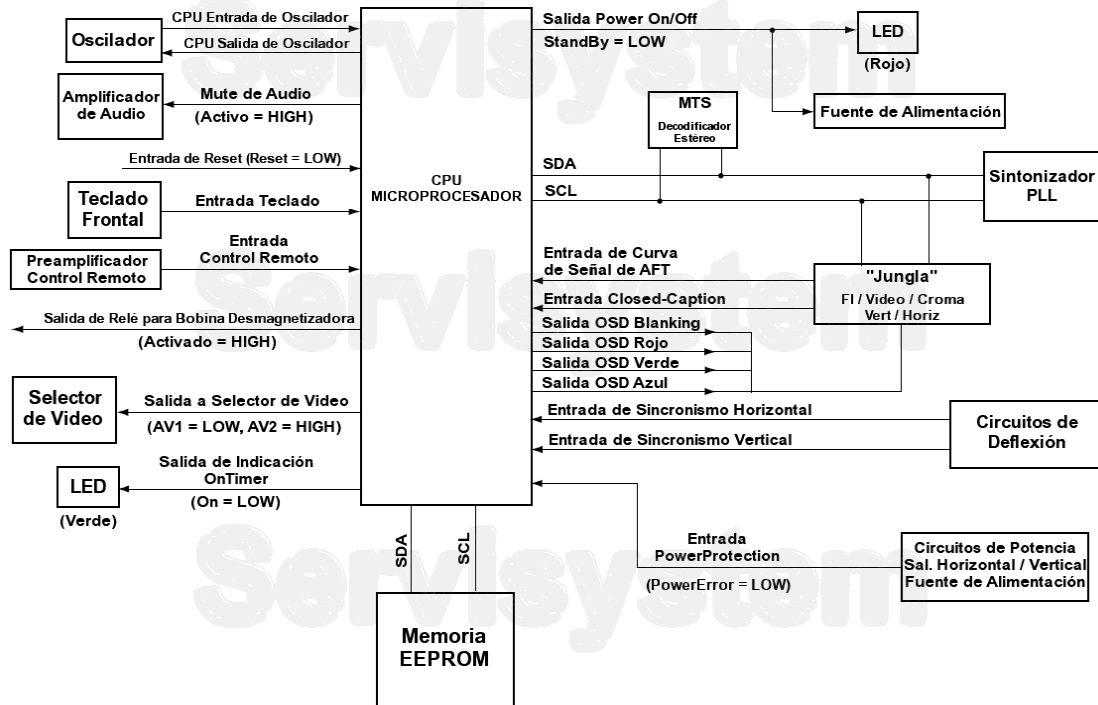 Servisystem
CPU Entrada de Oscilador
Oscilador
CPU Salida de Oscilador
Amplificador
de Audio
Mute de Audio
(Activo = HIGH)
Entrada de Reset (Reset = LOW)
Teclado
Frontal
Entrada Teclado
Preamplificador
Control Remoto
Entrada
Control Remoto
Salida de Relé para Bobina Desmagnetizadora
(Activado = HIGH)
Selector
de Video
Salida a Selector de Video
(AV1 = LOW, AV2 = HIGH)
LED
(Verde)
Salida de Indicación
OnTimer
(On = LOW)
CPU
MICROPROCESADOR
Salida Power On/Off
StandBy = LOW
LED
(Rojo)
MTS
Decodificador
Estéreo
Fuente de Alimentación
SDA
SCL
Sintonizador
PLL
Servisystem
Entrada de Curva
de Señal de AFT
"Jungla"
FI / Video / Croma
Vert / Horiz
Entrada Closed-Caption
Salida OSD Blanking
Salida OSD Rojo
Salida OSD Verde
Salida OSD Azul
Entrada de Sincronismo Horizontal
Entrada de Sincronismo Vertical
Circuitos de
Deflexión
Servisystem
SDA
SCL
Entrada
PowerProtection
(PowerError = LOW)
Circuitos de Potencia
Sal. Horizontal / Vertical
Fuente de Alimentación
Memoria
EEPROM